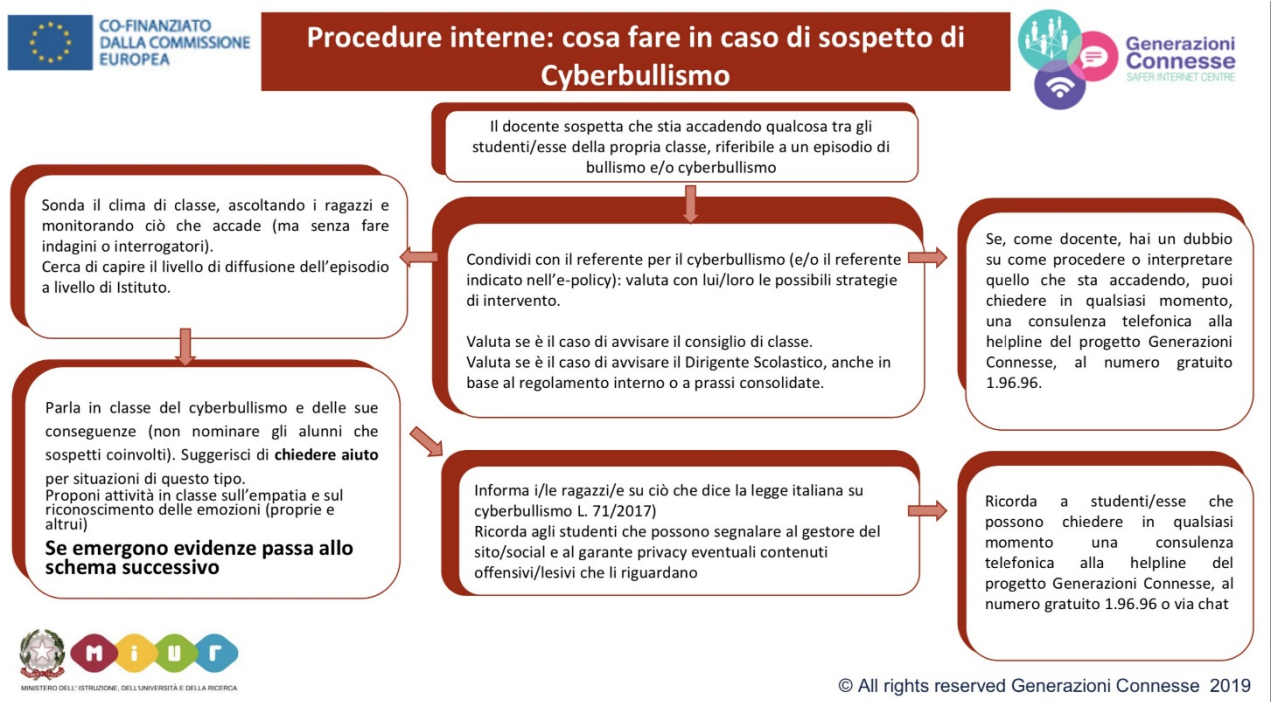 CO-FINANZIATO
DALLA COMMISSIONE
EUROPEA
Procedure interne: cosa fare in caso di sospetto di
Cyberbullismo
Generazioni
Connesse
SAFER INTERNET CENTRE
Il docente sospetta che stia accadendo qualcosa tra gli
studenti/esse della propria classe, riferibile a un episodio di
bullismo e/o cyberbullismo
Sonda il clima di classe, ascoltando i ragazzi e
monitorando ciò che accade (ma senza fare
indagini o interrogatori).
Cerca di capire il livello di diffusione dell'episodio
a livello di Istituto.
Condividi con il referente per il cyberbullismo (e/o il referente
indicato nell'e-policy): valuta con lui/loro le possibili strategie
di intervento.
Valuta se è il caso di avvisare il consiglio di classe.
Valuta se è il caso di avvisare il Dirigente Scolastico, anche in
base al regolamento interno o a prassi consolidate.
Se, come docente, hai un dubbio
su come procedere o interpretare
quello che sta accadendo, puoi
chiedere in qualsiasi momento,
una consulenza telefonica alla
helpline del progetto Generazioni
Connesse, al numero gratuito
1.96.96.
Parla in classe del cyberbullismo e delle sue
conseguenze (non nominare gli alunni che
sospetti coinvolti). Suggerisci di chiedere aiuto
per situazioni di questo tipo.
Proponi attività in classe sull'empatia e sul
riconoscimento delle emozioni (proprie e
altrui)
Se emergono evidenze passa allo
schema successivo
Informa i/le ragazzi/e su ciò che dice la legge italiana su
cyberbullismo L. 71/2017)
Ricorda agli studenti che possono segnalare al gestore del
sito/social e al garante privacy eventuali contenuti
offensivi/lesivi che li riguardano
Ricorda a studenti/esse che
possono chiedere in qualsiasi
momento una consulenza
telefonica alla helpline del
progetto Generazioni Connesse, al
numero gratuito 1.96.96 o via chat
miur
MINISTERO DELL' ISTRUZIONE, DELL'UNIVERSITÀ E DELLA RICERCA
© All rights reserved Generazioni Connesse 2019